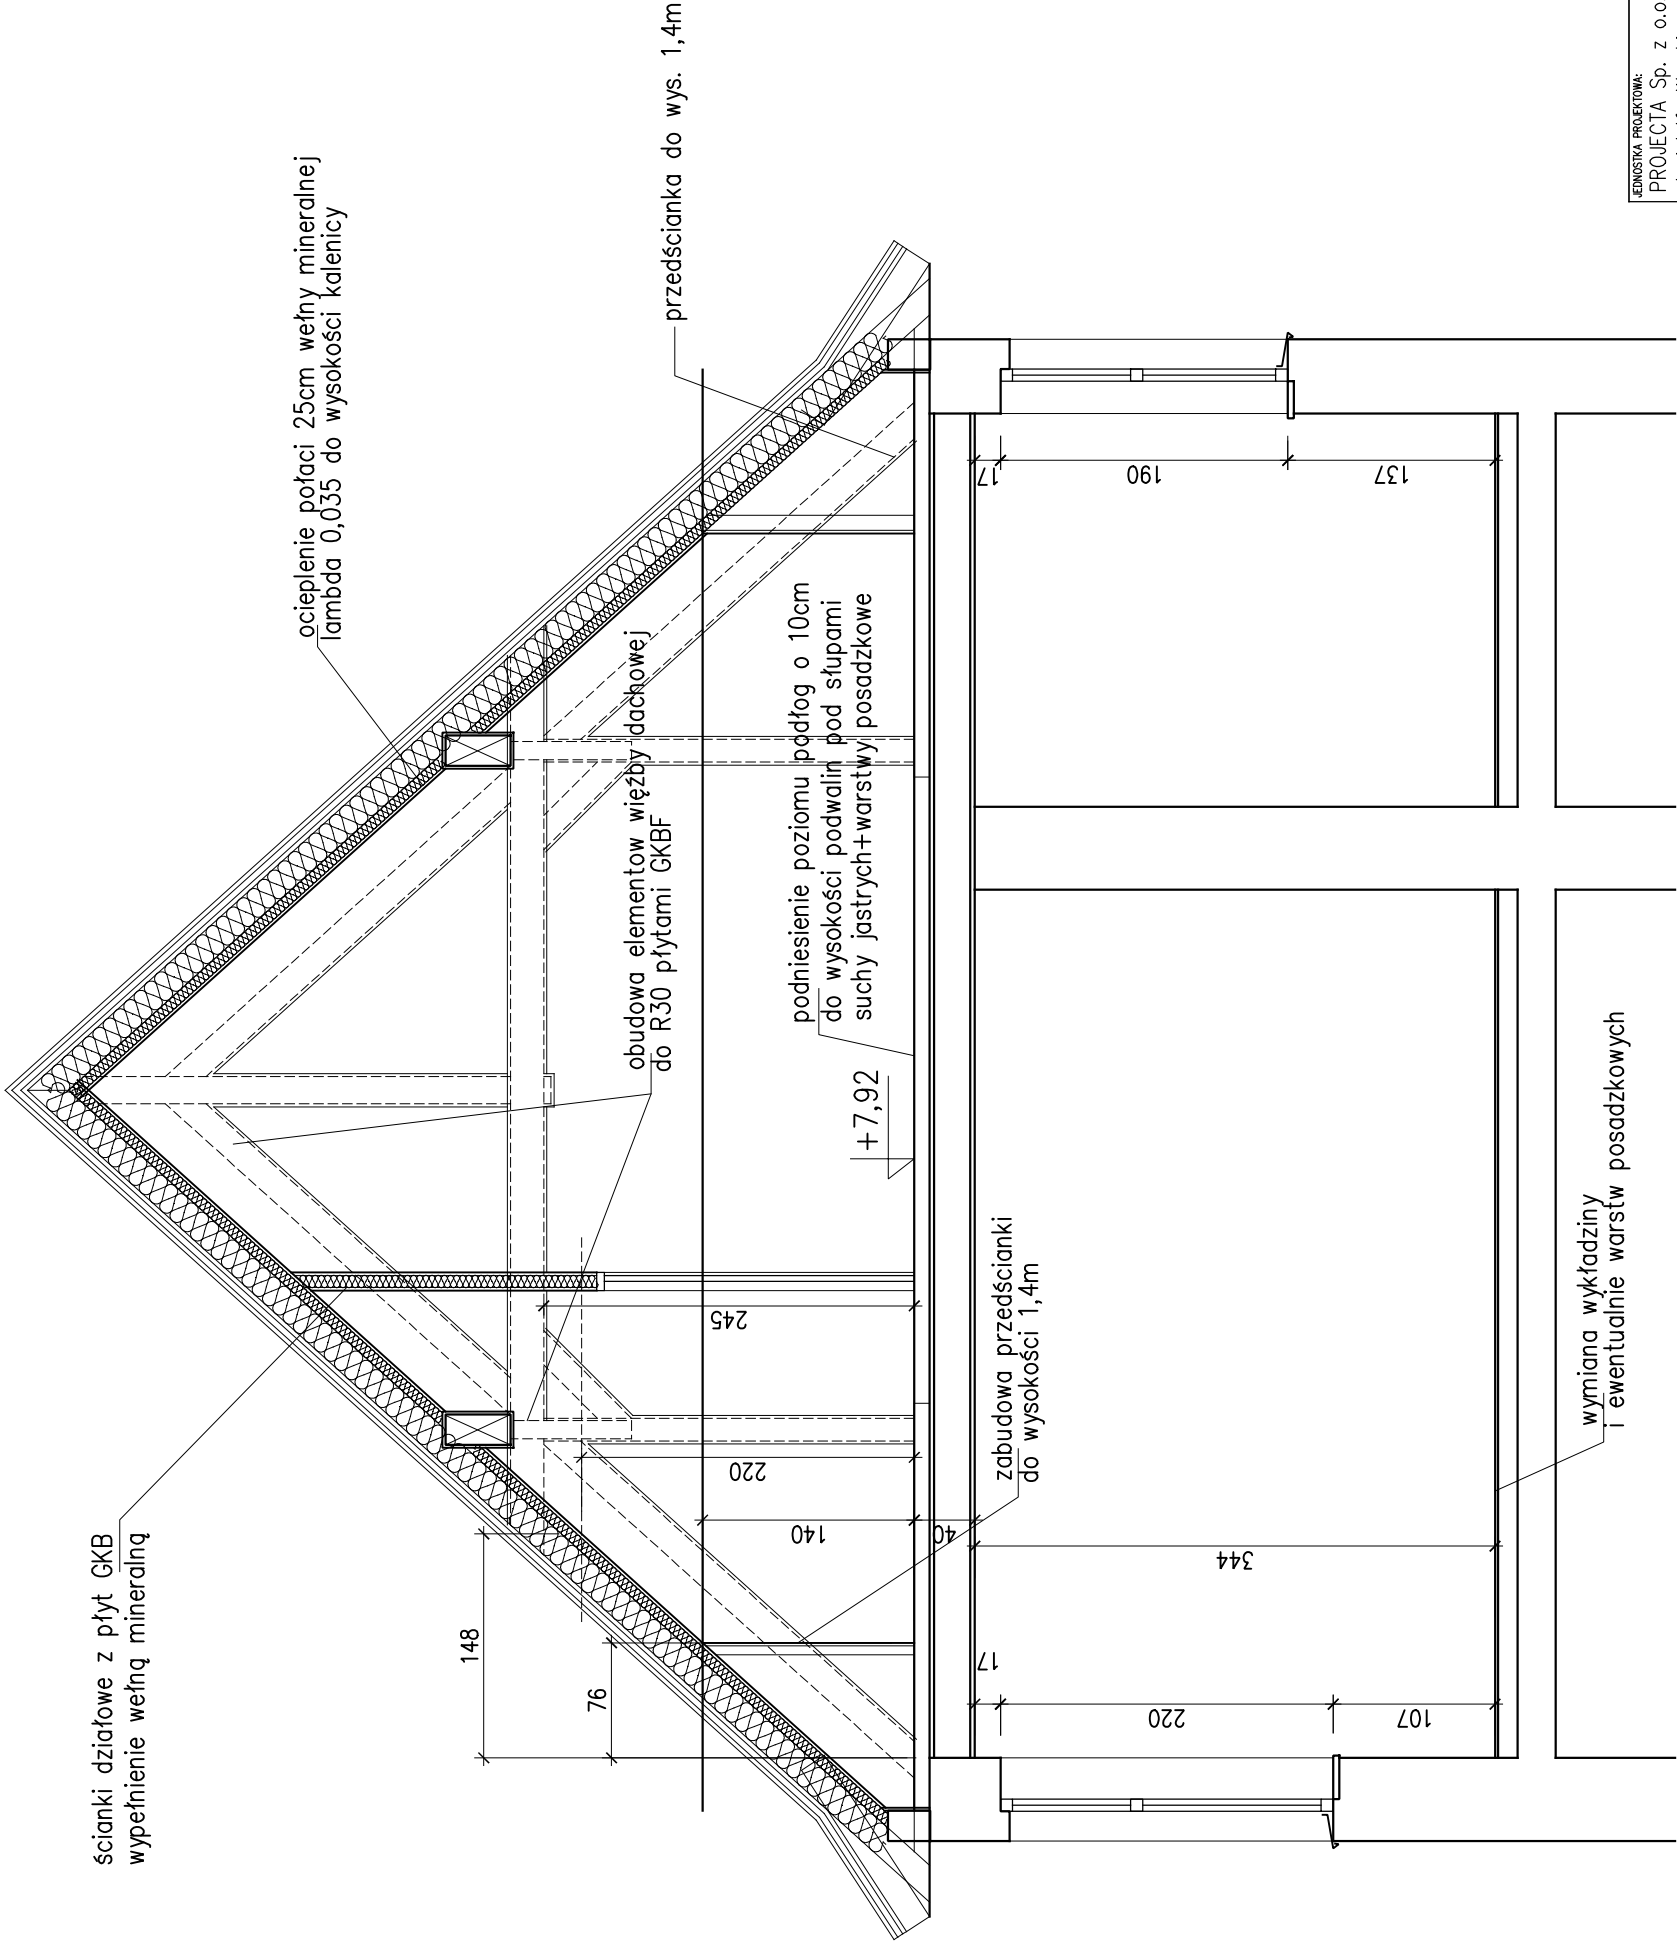 ścianki działowe z płyt GKB
wypełnienie wełną mineralną
ocieplenie połaci 25cm wełny mineralnej
lambda 0,035 do wysokości kalenicy
przedścianka do wys. 1,4m
obudowa elementow więźby dachowej
do R30 płytami GKBF
podniesienie poziomu podłog o 10cm
do wysokości podwalin pod słupami
suchy jastrych+warstwy posadzkowe
+7,92
zabudowa przedścianki
do wysokości 1,4m
wymiana wykładziny
i ewentualnie warstw posadzkowych
148
76
245
220
140
40
344
17
220
107
17
190
137
JEDNOSTKA PROJEKTOWA:
PROJECTA Sp. z o.o